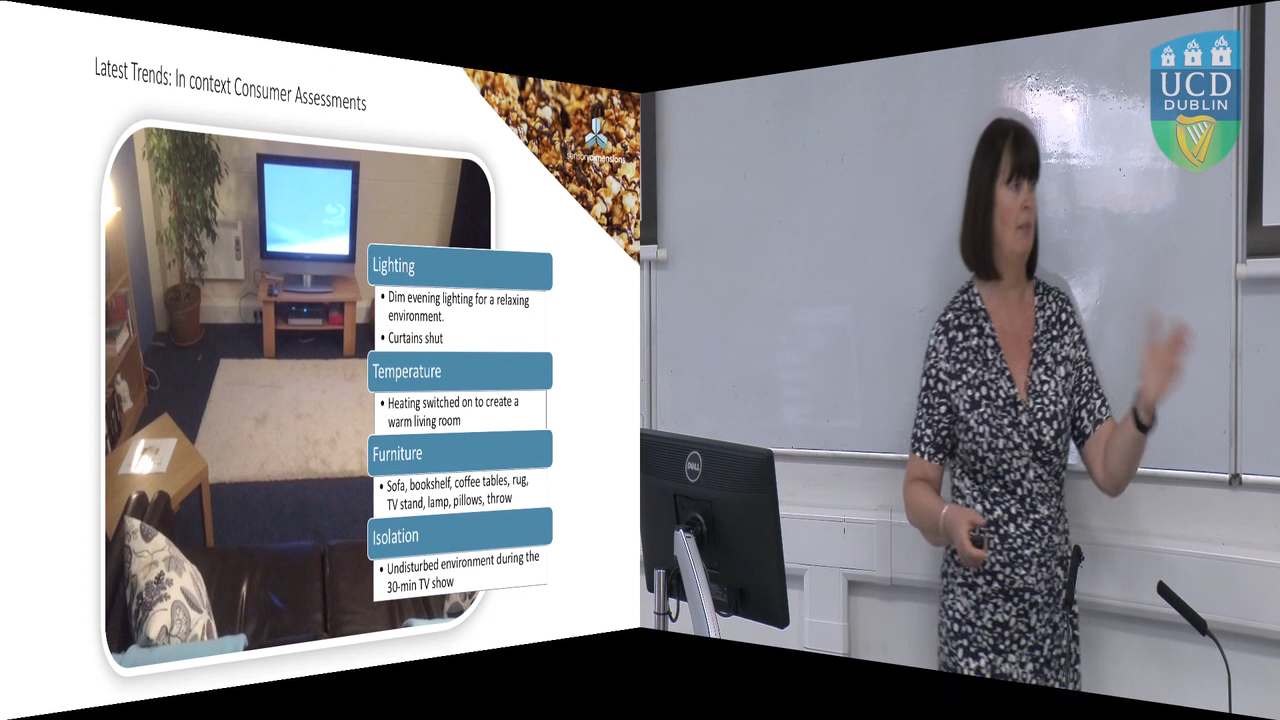 Latest Trends: In context Consumer Assessments
sensorydimensions
Lighting
• Dim evening lighting for a relaxing
environment.
• Curtains shut
Temperature
• Heating switched on to create a
warm living room
Furniture
• Sofa, bookshelf, coffee tables, rug,
TV stand, lamp, pillows, throw
Isolation
• Undisturbed environment during the
30-min TV show
UCD
DUBLIN
DELL